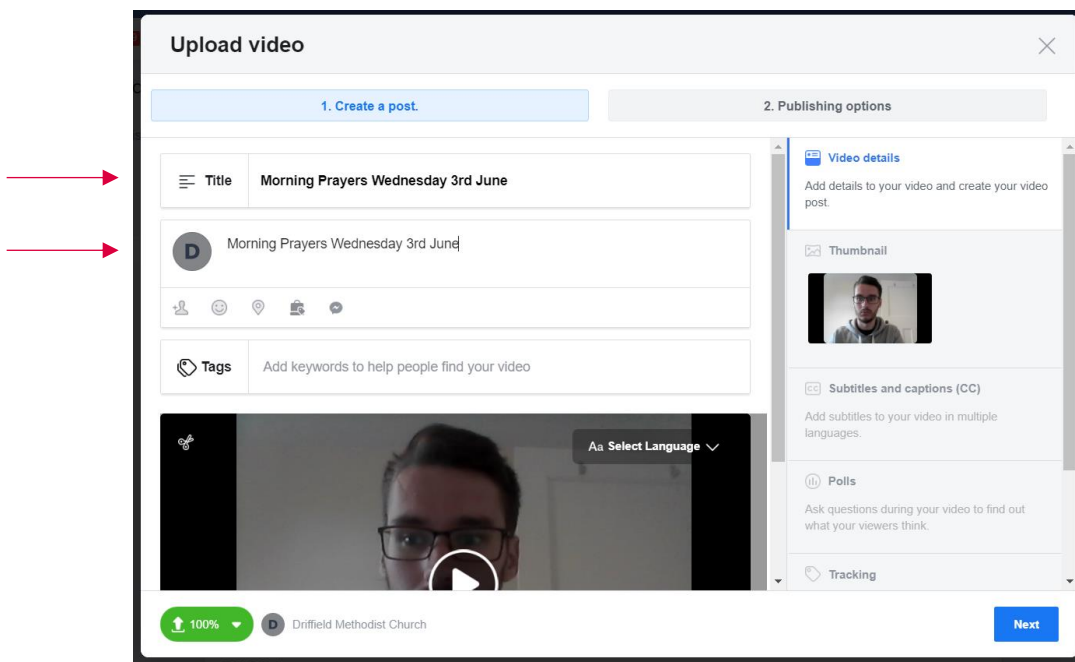 Upload video
1. Create a post.
2. Publishing options
Title
Morning Prayers Wednesday 3rd June
D
Morning Prayers Wednesday 3rd June
Tags
Add keywords to help people find your video
Aa Select Language
Video details
Add details to your video and create your video
post.
Thumbnail
CC
Subtitles and captions (CC)
Add subtitles to your video in multiple
languages.
Polls
Ask questions during your video to find out
what your viewers think.
Tracking
100%
D
Driffield Methodist Church
Next